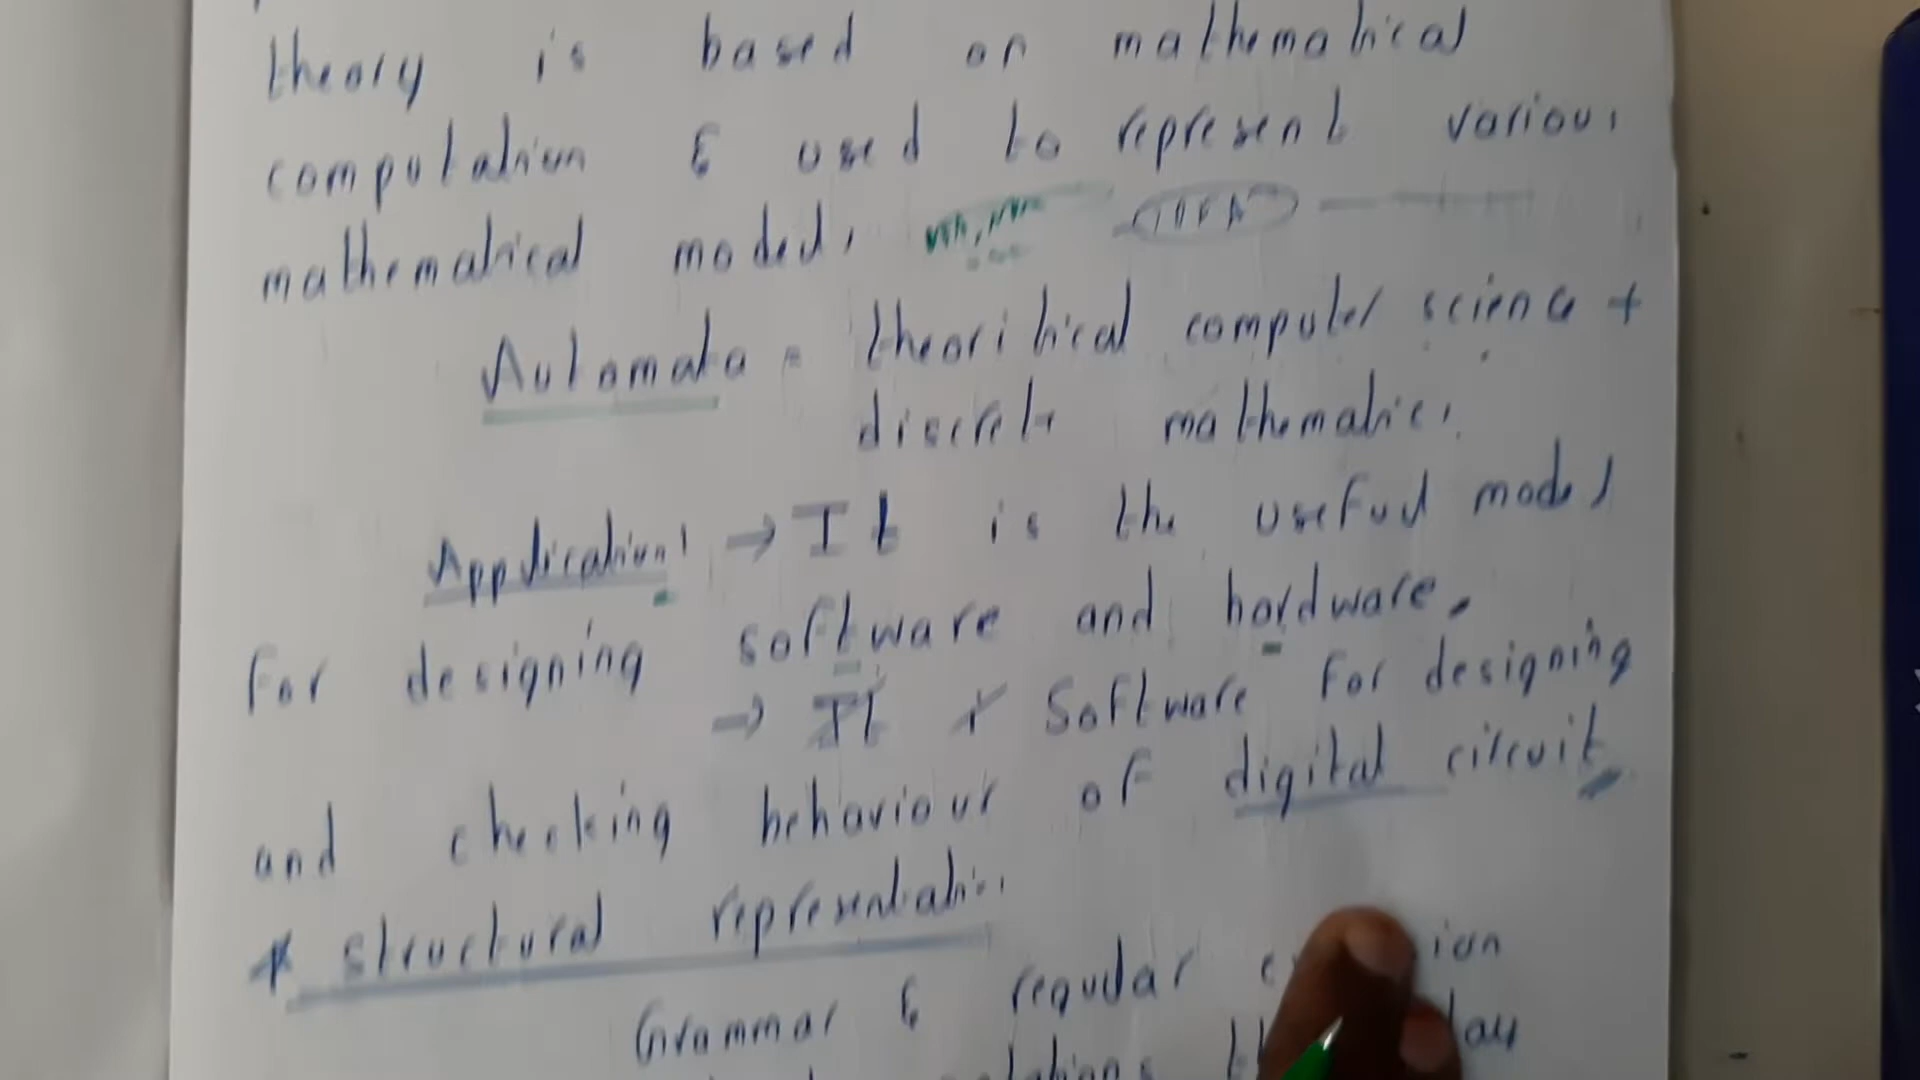 theory is based on mathematical
computation & used to represent various
mathematical models
Automata = theoritical computer science +
discrete mathematics.
Applications → It is the useful model
for designing software and hardware.
→ It Software for designing
and checking behaviour of digital circuit
* structural representation
Grammar & regular